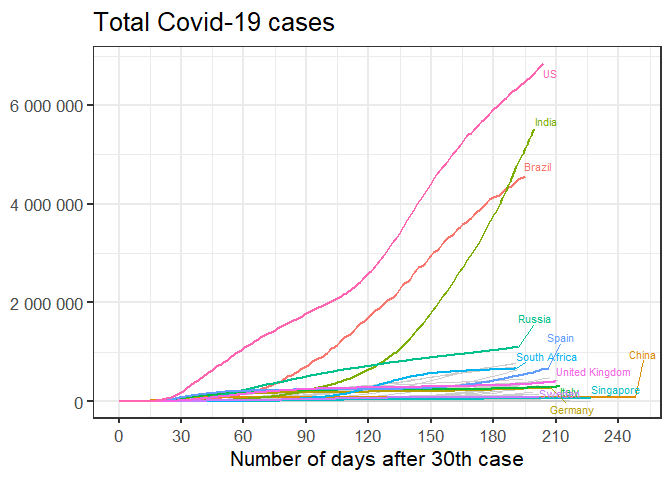 Total Covid-19 cases
US
India
6 000 000
Brazil
4 000 000
2 000 000
Russia
Spain
South Africa
China
United Kingdom
Singapore
Italy
Sweden
0
Germany
0 30 60 90 120 150 180 210 240
Number of days after 30th case